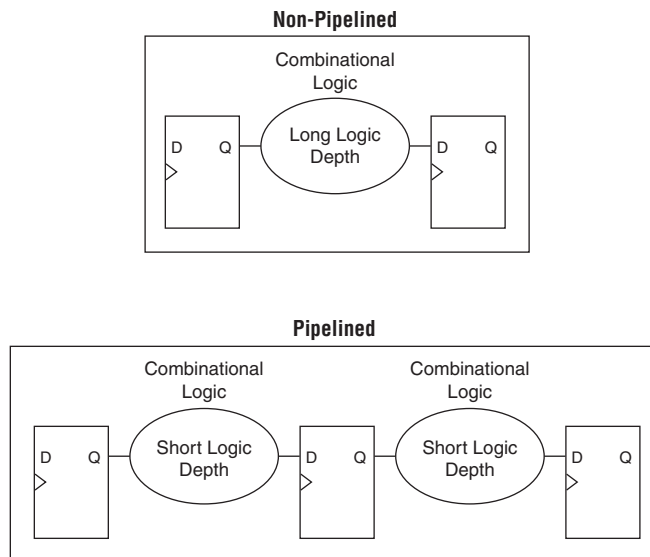 Non-Pipelined
Combinational
Logic
D Q Long Logic D Q
Depth
Pipelined
Combinational Combinational
Logic Logic
D Q Short Logic D Q Short Logic D Q
Depth Depth